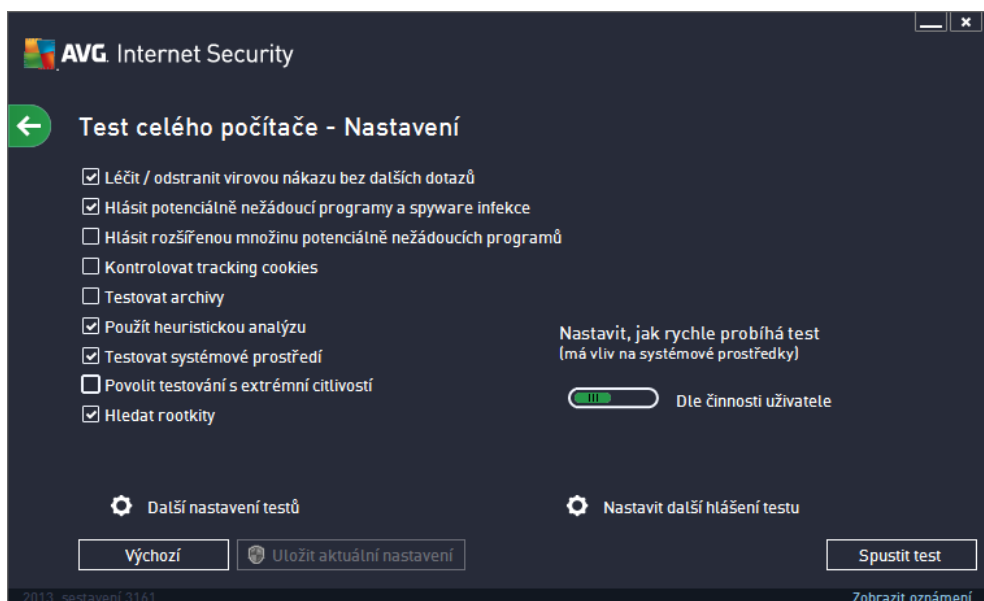 AVG. Internet Security
Test celého počítače - Nastavení
Léčit / odstranit virovou nákazu bez dalších dotazů
Hlásit potenciálně nežádoucí programy a spyware infekce
Hlásit rozšířenou množinu potenciálně nežádoucích programů
Kontrolovat tracking cookies
Testovat archivy
Použít heuristickou analýzu
Testovat systémové prostředí
Povolit testování s extrémní citlivostí
Hledat rootkity
Nastavit, jak rychle probíhá test
(má vliv na systémové prostředky)
Dle činnosti uživatele
Další nastavení testů
Nastavit další hlášení testu
Výchozí
Uložit aktuální nastavení
Spustit test
2013, sestavení 3161
Zobrazit oznámení